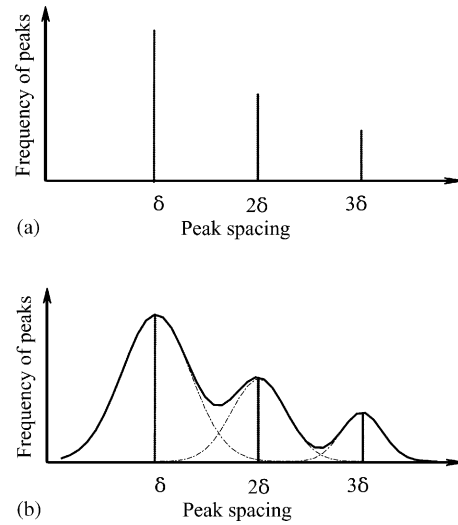 Frequency of peaks
δ 2δ 3δ
Peak spacing
(a)
Frequency of peaks
δ 2δ 3δ
Peak spacing
(b)